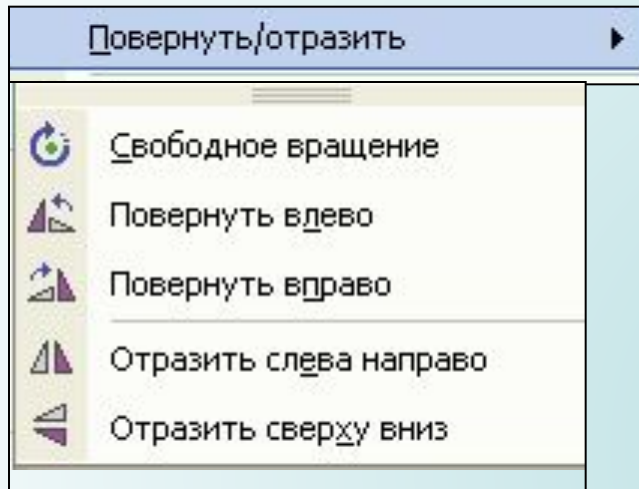 Повернуть/отразить
Свободное вращение
Повернуть влево
Повернуть вправо
Отразить слева направо
Отразить сверху вниз